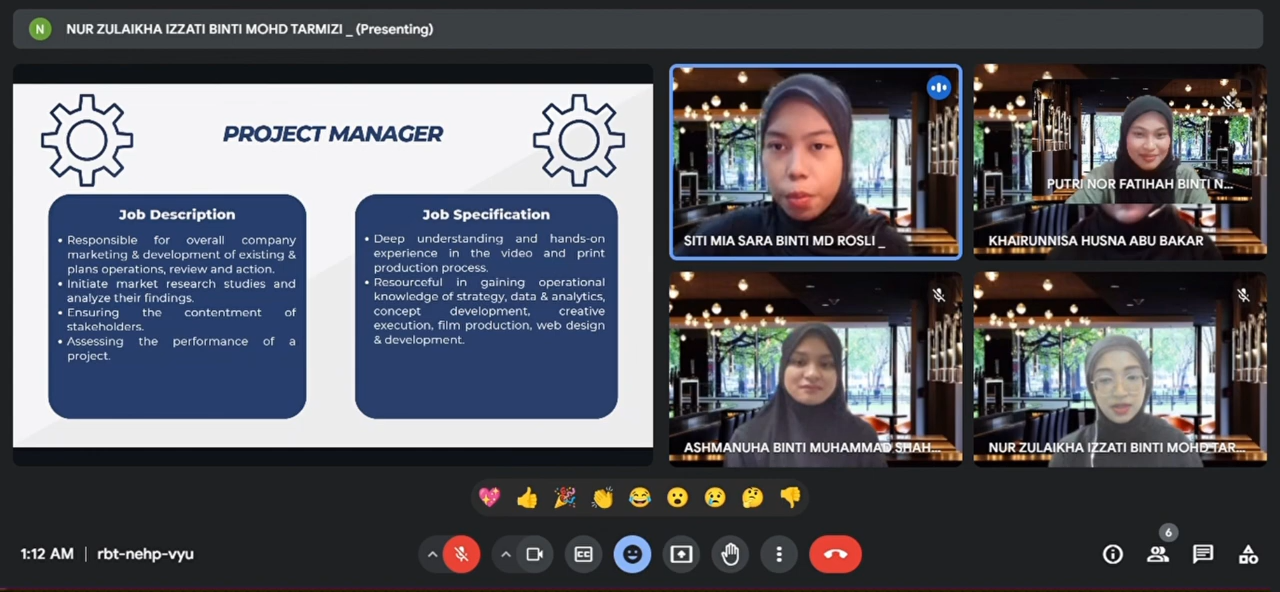 N
NUR ZULAIKHA IZZATI BINTI MOHD TARMIZI _ (Presenting)
PROJECT MANAGER
Job Description
• Responsible for overall company
marketing & development of existing &
plans operations, review and action.
• Initiate market research studies and
analyze their findings.
• Ensuring the contentment of
stakeholders.
• Assessing the performance of a
project.
Job Specification
• Deep understanding and hands-on
experience in the video and print
production process.
• Resourceful in gaining operational
knowledge of strategy, data & analytics,
concept development, creative
execution, film production, web design
& development.
SITI MIA SARA BINTI MD ROSLI _
PUTRI NOR FATIHAH BINTI N...
KHAIRUNNISA HUSNA ABU BAKAR
ASHMANUHA BINTI MUHAMMAD SHAH...
NUR ZULAIKHA IZZATI BINTI MOHD TAR...
1:12 AM | rbt-nehp-vyu
CC
6